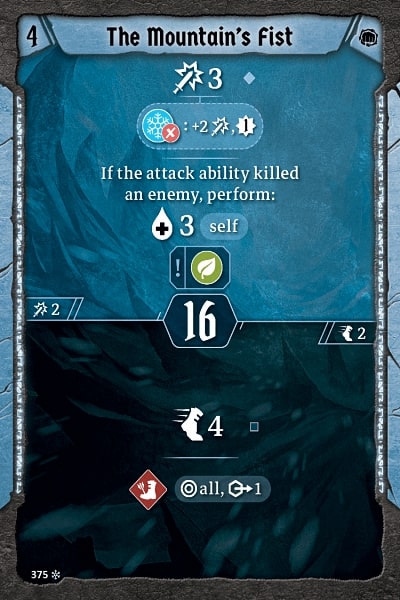 4 The Mountain's Fist
3
: +2 ,
If the attack ability killed
an enemy, perform:
3 self
!
2
16
2
4
all, 1
375